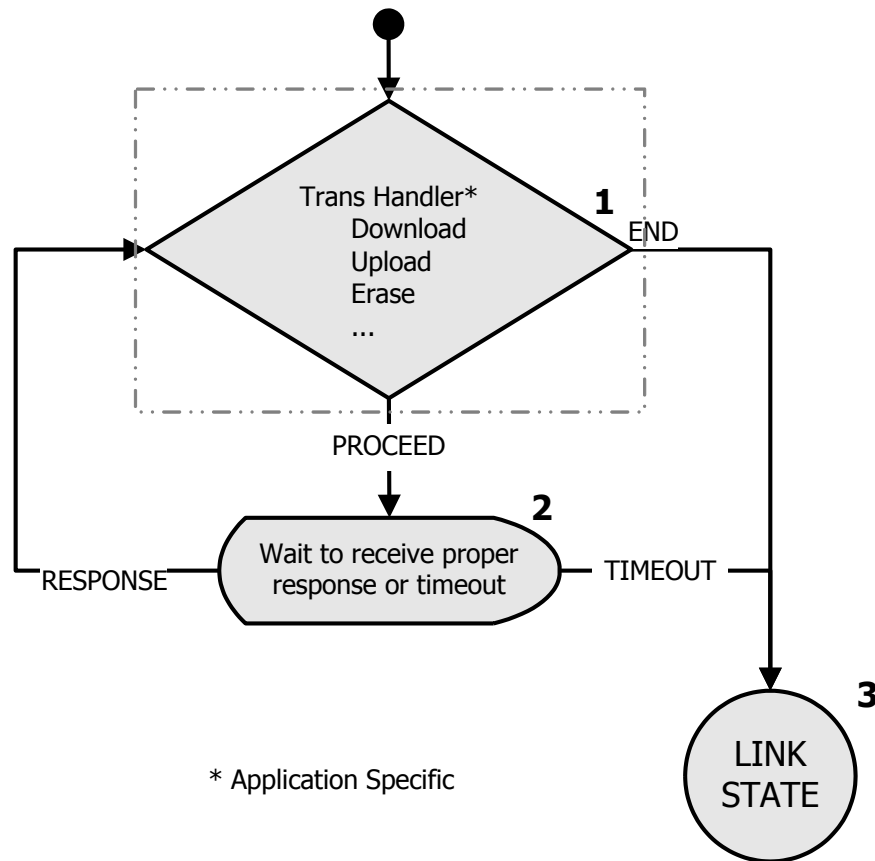 Trans Handler*
Download
Upload
Erase
...
1
END
PROCEED
2
Wait to receive proper
response or timeout
RESPONSE
TIMEOUT
3
LINK
STATE
* Application Specific